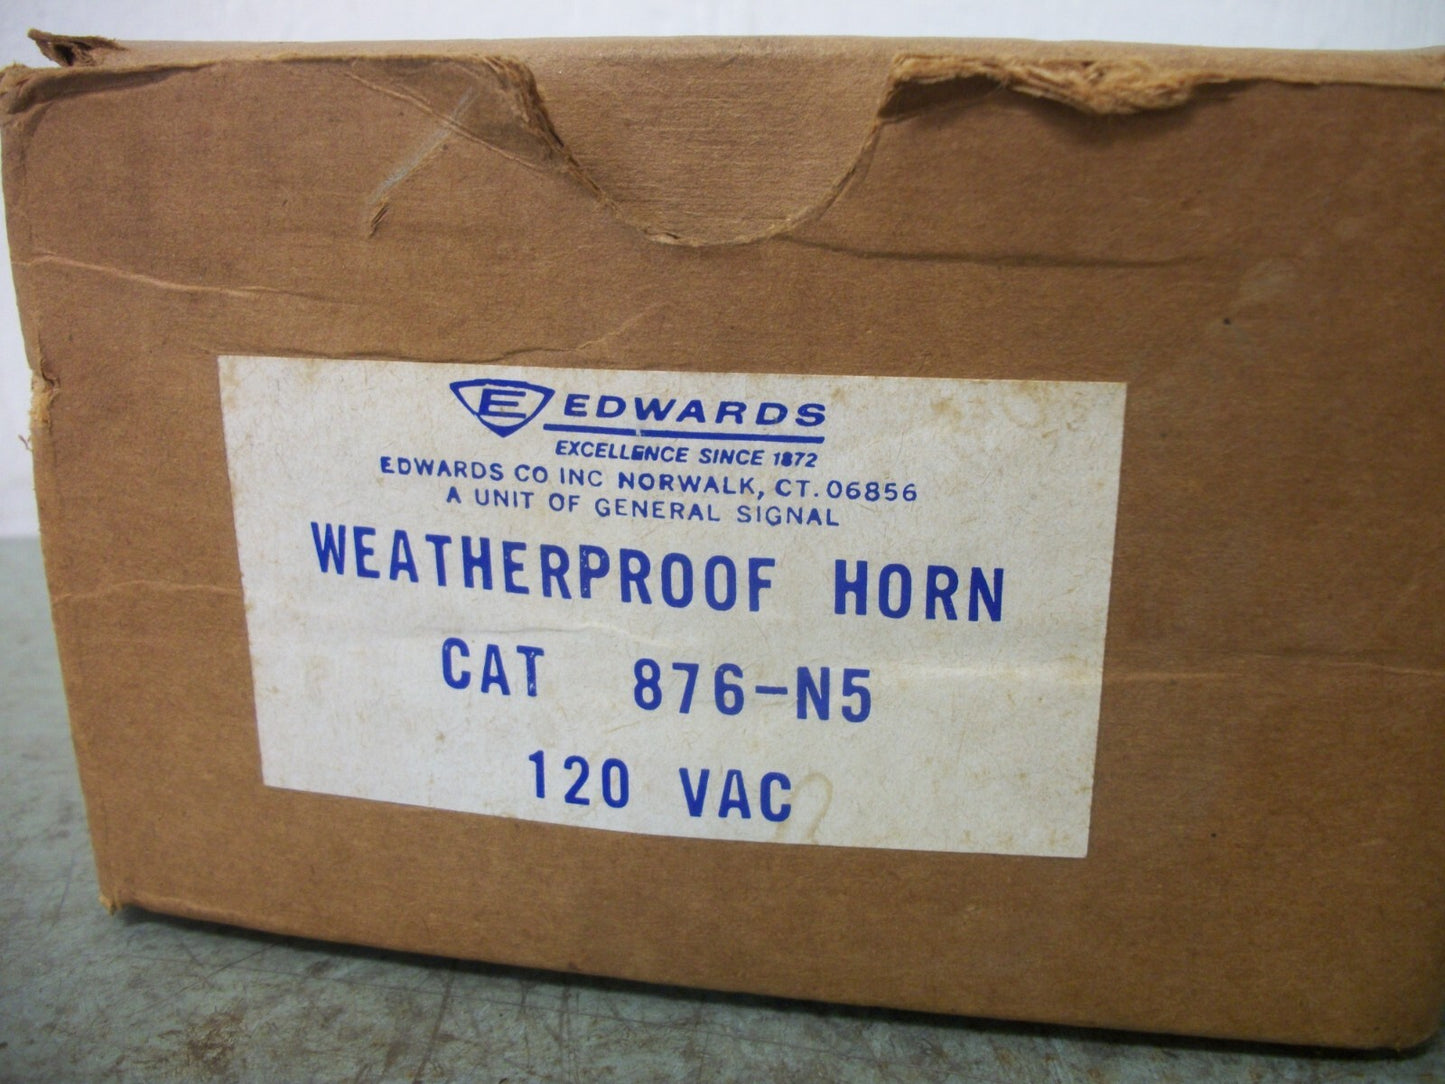 E EDWARDS
EXCELLENCE SINCE 1872
EDWARDS CO INC NORWALK, CT. 06856
A UNIT OF GENERAL SIGNAL
WEATHERPROOF HORN
CAT 876-N5
120 VAC